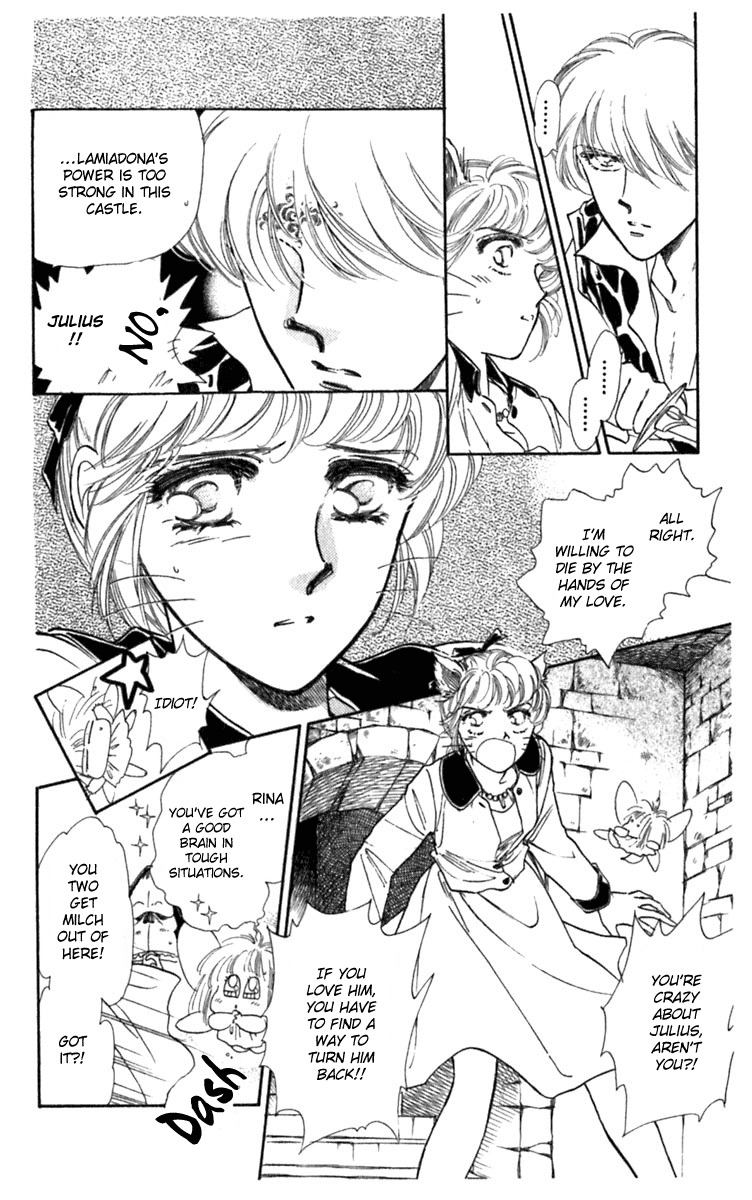 ......
......
......
...LAMIADONA'S
POWER IS TOO
STRONG IN THIS
CASTLE.
NO,
JULIUS
!!
ALL
RIGHT.
I'M
WILLING TO
DIE BY THE
HANDS OF
MY LOVE.
IDIOT!
YOU'RE
CRAZY
ABOUT
JULIUS,
AREN'T
YOU?!
IF YOU
LOVE HIM,
YOU HAVE
TO FIND A
WAY TO
TURN HIM
BACK!!
RINA
...
YOU'VE GOT
A GOOD
BRAIN IN
TOUGH
SITUATIONS.
YOU
TWO
GET
MILCH
OUT OF
HERE!
GOT
IT?!
Dash